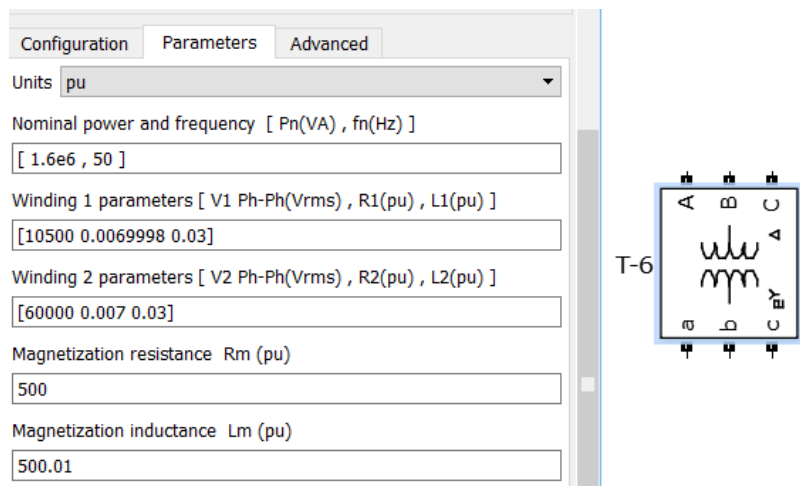 Configuration Parameters Advanced
Units pu
Nominal power and frequency [ Pn(VA) , fn(Hz) ]
[ 1.6e6 , 50 ]
Winding 1 parameters [ V1 Ph-Ph(Vrms) , R1(pu) , L1(pu) ]
[10500 0.0069998 0.03]
Winding 2 parameters [ V2 Ph-Ph(Vrms) , R2(pu) , L2(pu) ]
[60000 0.007 0.03]
Magnetization resistance Rm (pu)
500
Magnetization inductance Lm (pu)
500.01
T-6
A B C
Δ
Yg
a b c